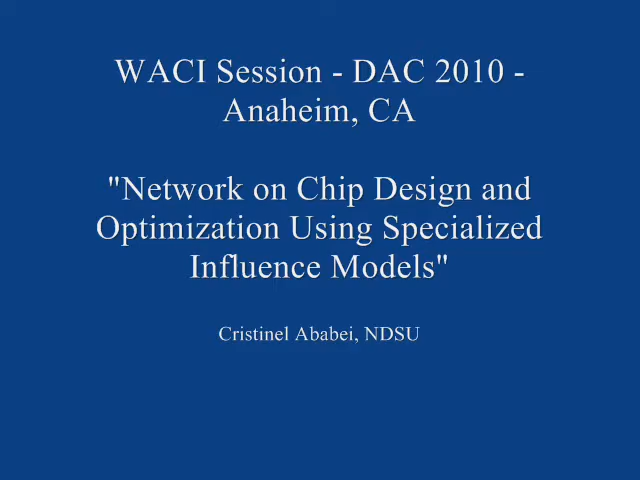 WACI Session - DAC 2010 -
Anaheim, CA
"Network on Chip Design and
Optimization Using Specialized
Influence Models"
Cristinel Ababei, NDSU